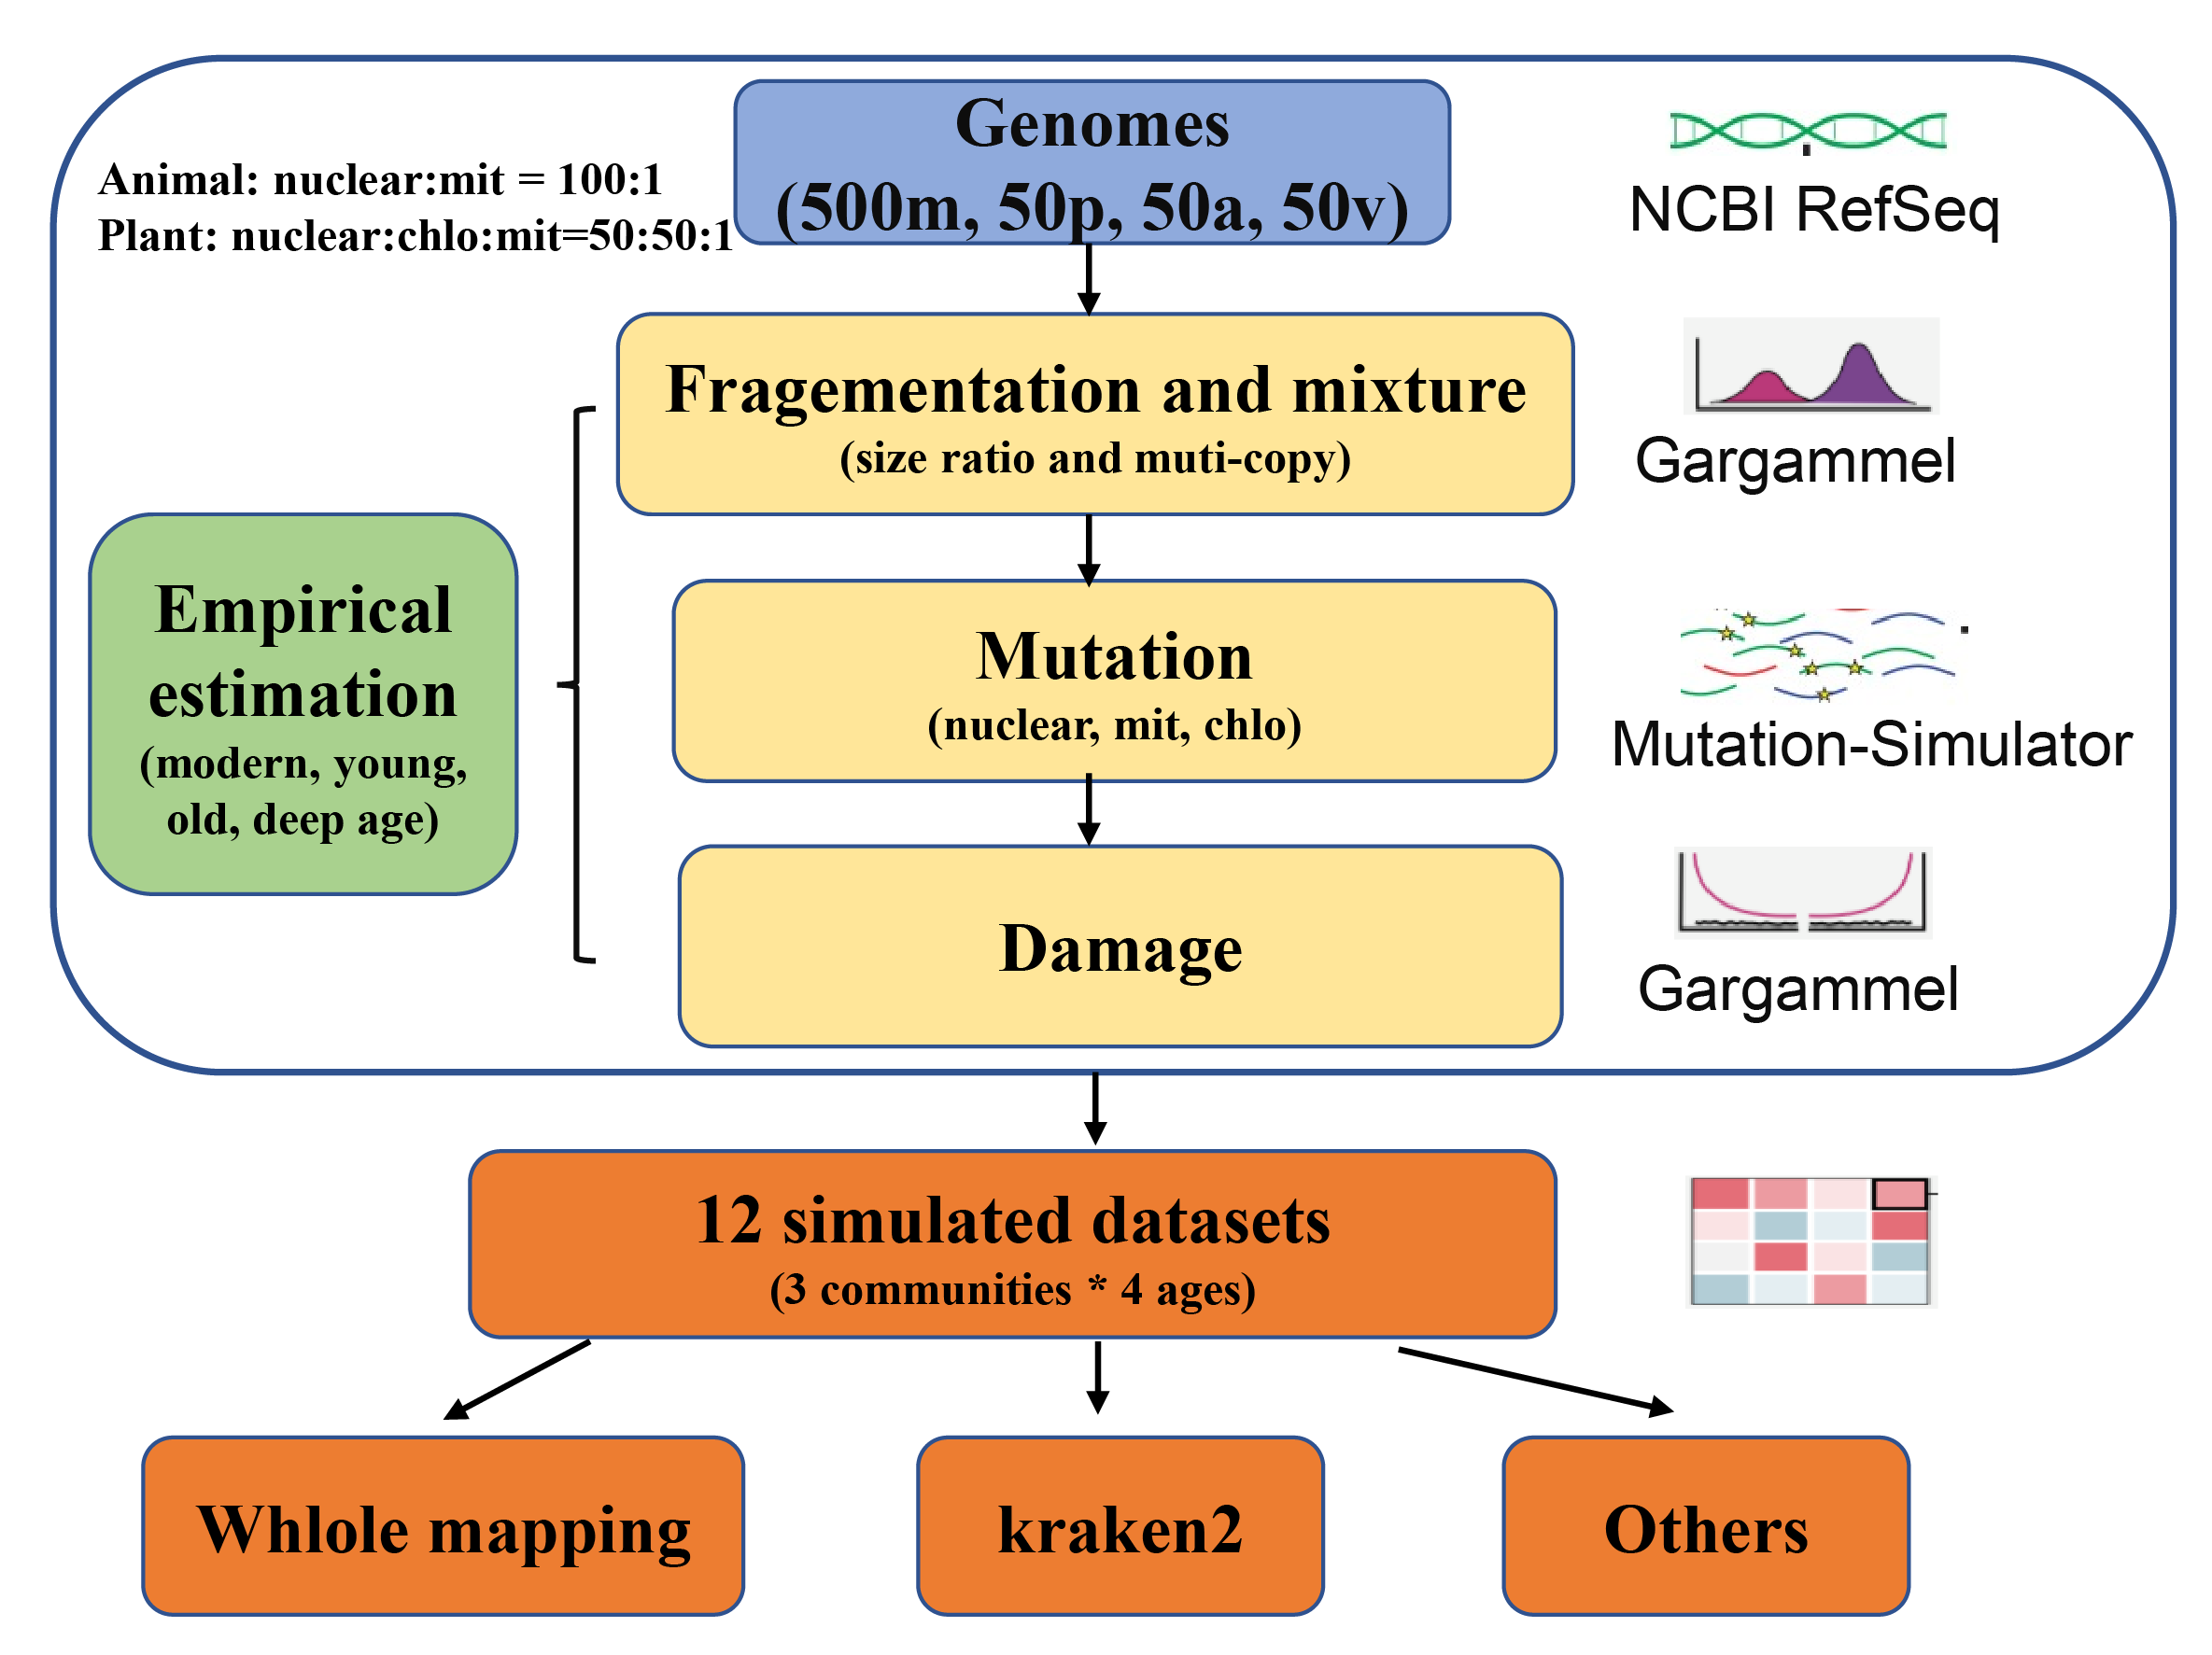 Genomes
(500m, 50p, 50a, 50v)
Animal: nuclear:mit = 100:1
Plant: nuclear:chlo:mit=50:50:1
NCBI RefSeq
Fragementation and mixture
(size ratio and muti-copy)
Gargammel
Empirical
estimation
(modern, young,
old, deep age)
Mutation
(nuclear, mit, chlo)
Mutation-Simulator
Damage
Gargammel
12 simulated datasets
(3 communities * 4 ages)
Whlole mapping
kraken2
Others